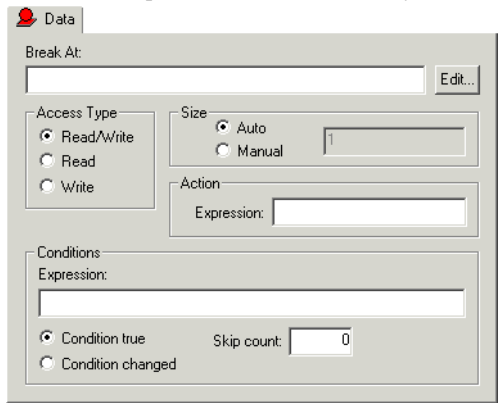 Data
Break At:
Edit...
Access Type
Read/Write
Read
Write
Size
Auto
Manual
1
Action
Expression:
Conditions
Expression:
Condition true
Skip count: 0
Condition changed